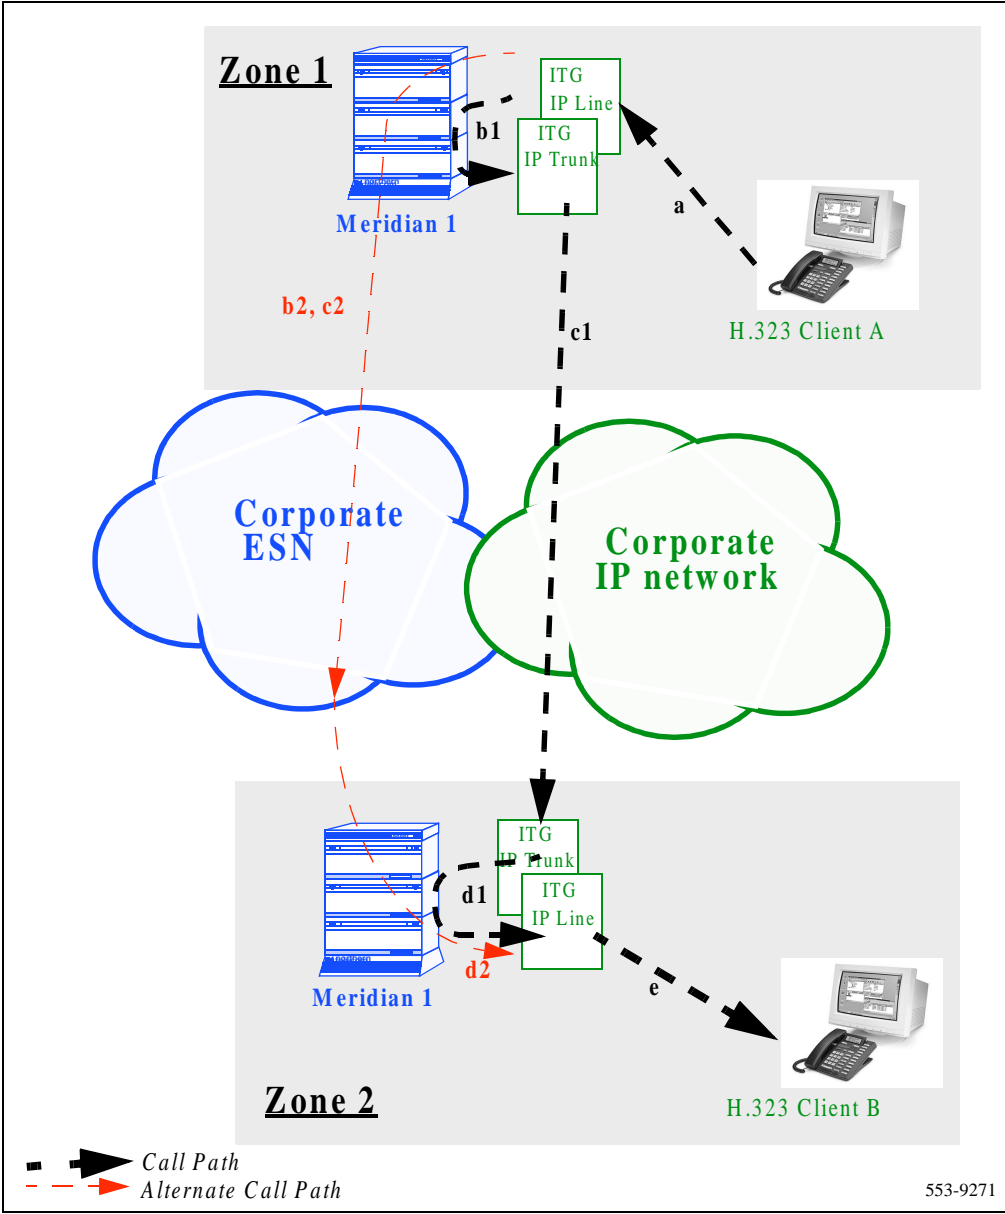 Zone 1
ITG
IP Line
ITG
IP Trunk
b1
a
Meridian 1
b2, c2
c1
H.323 Client A
Corporate
ESN
Corporate
IP network
ITG
IP Trunk
ITG
IP Line
d1
d2
e
Meridian 1
Zone 2
H.323 Client B
Call Path
Alternate Call Path
553-9271